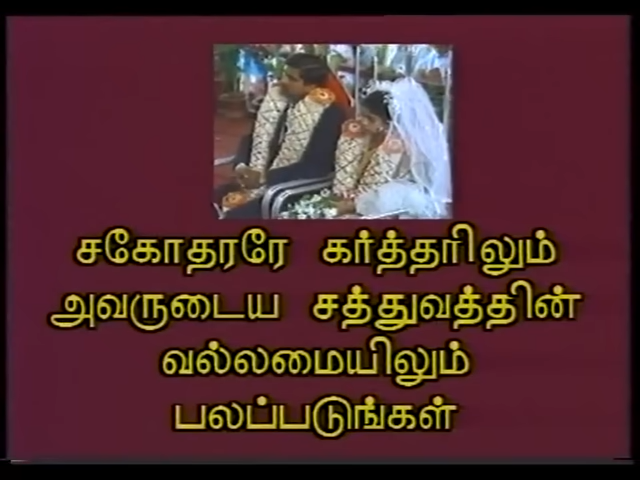 சகோதரரே கர்த்தரிலும்
அவருடைய சத்துவத்தின்
வல்லமையிலும்
பலப்படுங்கள்